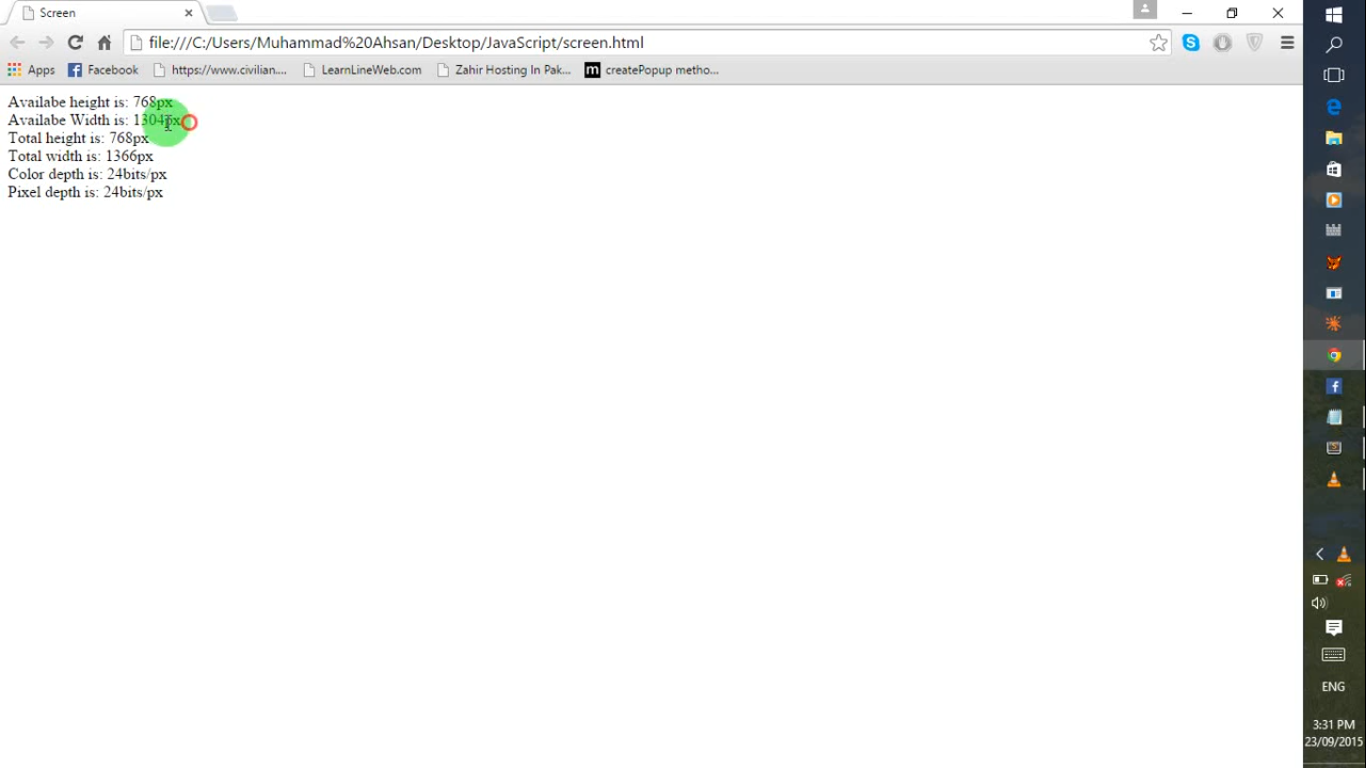 Screen
file:///C:/Users/Muhammad%20Ahsan/Desktop/JavaScript/screen.html
Apps Facebook https://www.civilian.... LearnLineWeb.com Zahir Hosting In Pak... m createPopup metho...
Availabe height is: 768px
Availabe Width is: 1304px
Total height is: 768px
Total width is: 1366px
Color depth is: 24bits/px
Pixel depth is: 24bits/px
ENG
3:31 PM
23/09/2015